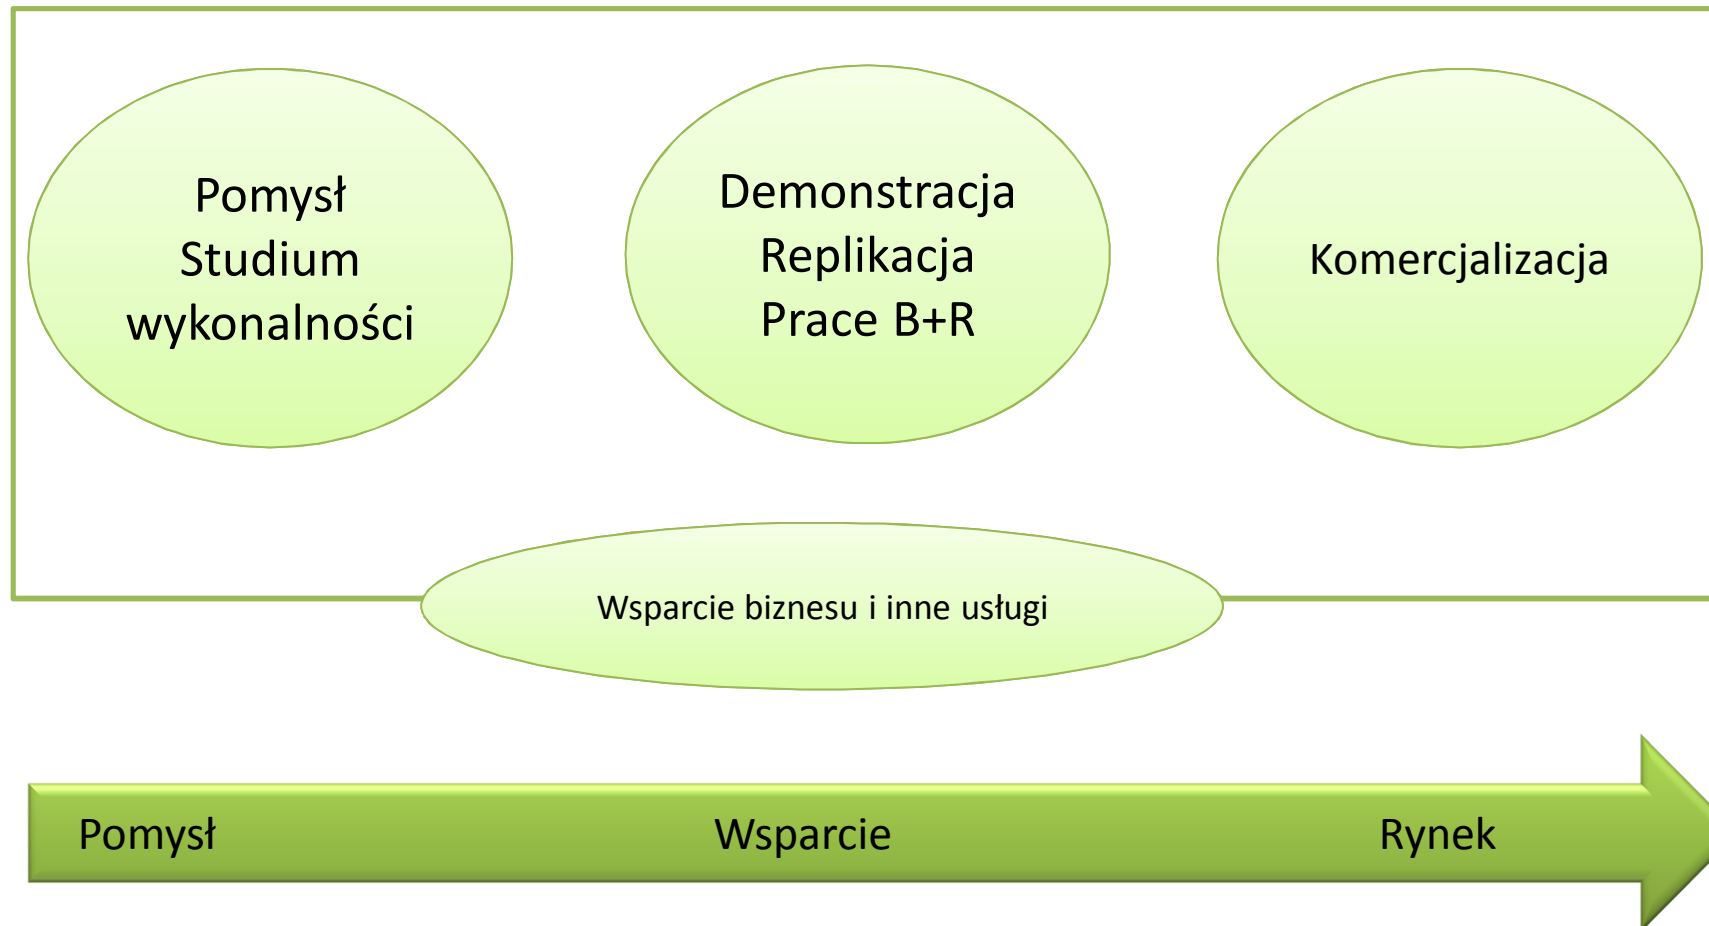 Pomysł
Studium
wykonalności
Demonstracja
Replikacja
Prace B+R
Komercjalizacja
Wsparcie biznesu i inne usługi
Pomysł
Wsparcie
Rynek